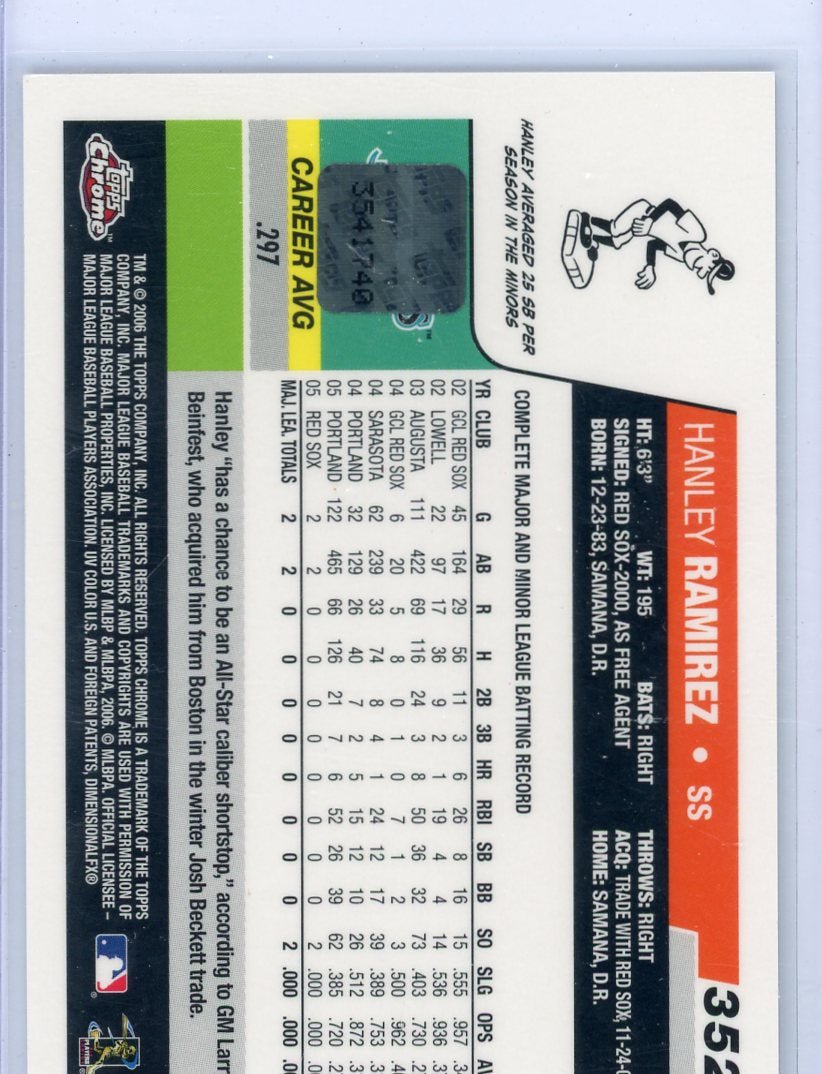 352
HANLEY RAMIREZ • SS
HT: 6'3" WT: 195 BATS: RIGHT THROWS: RIGHT
SIGNED: RED SOX-2000, AS FREE AGENT ACQ: TRADE WITH RED SOX, 11-24-
BORN: 12-23-83, SAMANA, D.R. HOME: SAMANA, D.R.
HANLEY AVERAGED 25 SB PER
SEASON IN THE MINORS
COMPLETE MAJOR AND MINOR LEAGUE BATTING RECORD
YR CLUB G AB R H 2B 3B HR RBI SB BB SO SLG OPS
02 GCL RED SOX 45 164 29 56 11 3 6 26 8 16 15 .555 .957
02 LOWELL 22 97 17 36 9 2 1 19 4 4 14 .536 .936
03 AUGUSTA 111 422 69 116 24 3 8 50 36 32 73 .403 .730
04 GCL RED SOX 6 20 5 8 0 1 0 7 1 2 3 .500 .962
04 SARASOTA 62 239 33 74 8 4 1 24 12 17 39 .389 .753
04 PORTLAND 32 129 26 40 7 2 5 15 12 10 26 .512 .872
05 PORTLAND 122 465 66 126 21 7 6 52 26 39 62 .385 .720
05 RED SOX 2 2 0 0 0 0 0 0 0 0 2 .000 .000
MAJ. LEA. TOTALS 2 2 0 0 0 0 0 0 0 0 2 .000 .000
3541740
CAREER AVG
.297
Hanley "has a chance to be an All-Star caliber shortstop," according to GM Larr
Beinfest, who acquired him from Boston in the winter Josh Beckett trade.
topps
Chrome™
TM & © 2006 THE TOPPS COMPANY, INC. ALL RIGHTS RESERVED. TOPPS CHROME IS A TRADEMARK OF THE TOPPS
COMPANY, INC. MAJOR LEAGUE BASEBALL TRADEMARKS AND COPYRIGHTS ARE USED WITH PERMISSION OF
MAJOR LEAGUE BASEBALL PROPERTIES, INC. LICENSED BY MLBP & MLBPA, 2006. © MLBPA, OFFICIAL LICENSEE –
MAJOR LEAGUE BASEBALL PLAYERS ASSOCIATION. UV COLOR U.S. AND FOREIGN PATENTS, DIMENSIONALFX®
PLAYERS